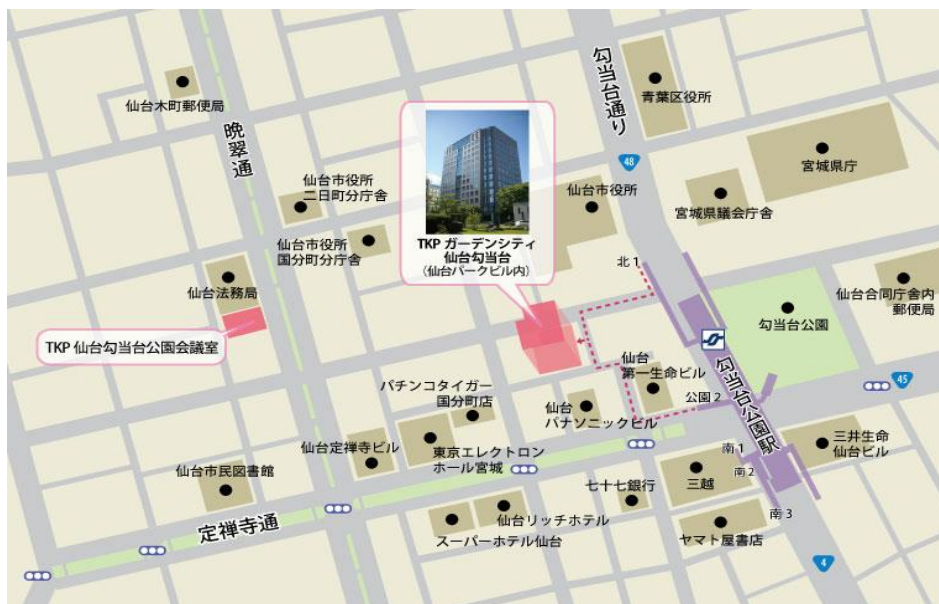 仙台木町郵便局
晩翠通
勾当台通り
青葉区役所
48
宮城県庁
宮城県議会庁舎
仙台市役所
仙台市役所
二日町分庁舎
仙台市役所
国分町分庁舎
TKP ガーデンシティ
仙台勾当台
（仙台パークビル内）
北1
仙台法務局
TKP 仙台勾当台公園会議室
勾当台公園
仙台合同庁舎内
郵便局
45
仙台
第一生命ビル
公園2
勾当台公園駅
パチンコタイガー
国分町店
仙台
パナソニックビル
仙台定禅寺ビル
東京エレクトロン
ホール宮城
南1
南2
南3
三井生命
仙台ビル
仙台市民図書館
七十七銀行
三越
定禅寺通
仙台リッチホテル
スーパーホテル仙台
ヤマト屋書店
4